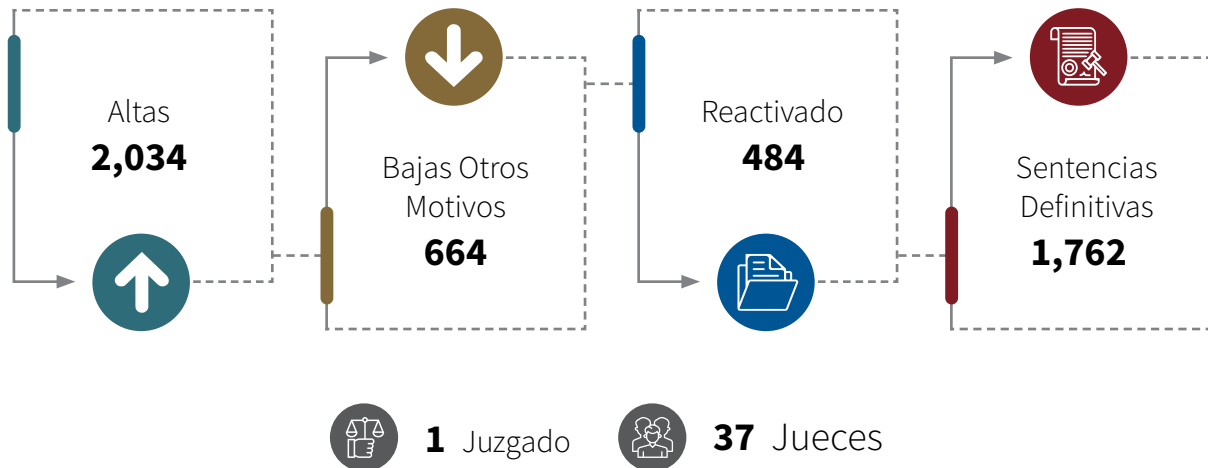 Altas
2,034
Bajas Otros
Motivos
664
Reactivado
484
Sentencias
Definitivas
1,762
1 Juzgado
37 Jueces